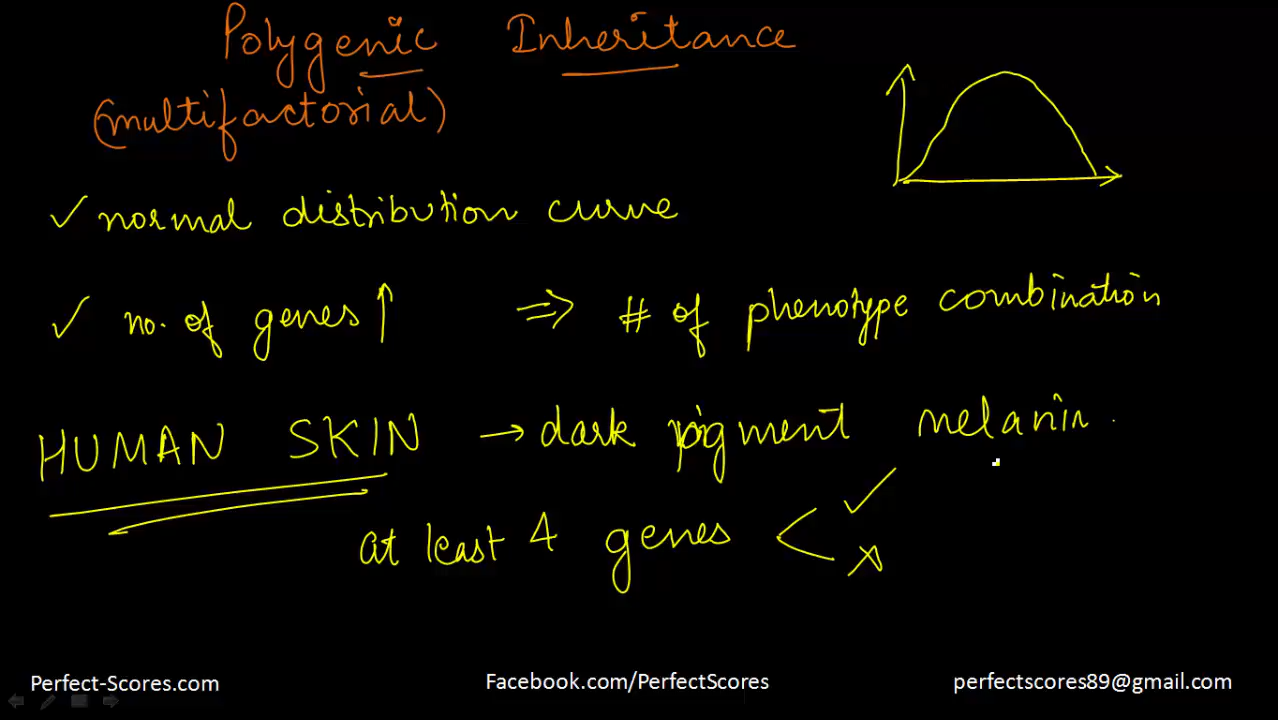 Polygenic Inheritance
(multifactorial)
✓ normal distribution curve
✓ no. of genes ↑ ⇒ # of phenotype combination
HUMAN SKIN → dark pigment melanin.
at least 4 genes < ✓ x
Perfect-Scores.com Facebook.com/PerfectScores perfectscores89@gmail.com